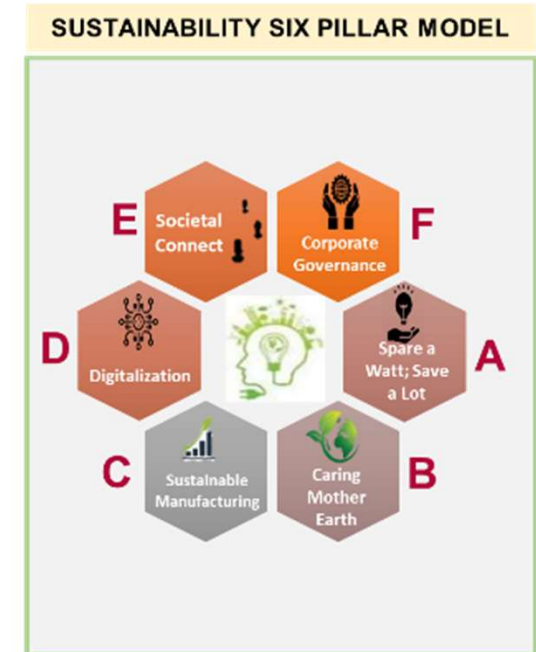 SUSTAINABILITY SIX PILLAR MODEL
E
Societal
Connect
Corporate
Governance
F
D
Digitalization
Spare a
Watt; Save
a Lot
A
C
Sustainable
Manufacturing
Caring
Mother
Earth
B